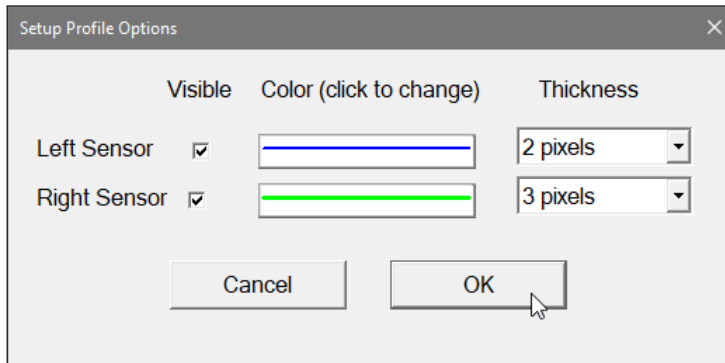 Setup Profile Options
Visible Color (click to change) Thickness
Left Sensor 2 pixels
Right Sensor 3 pixels
Cancel OK